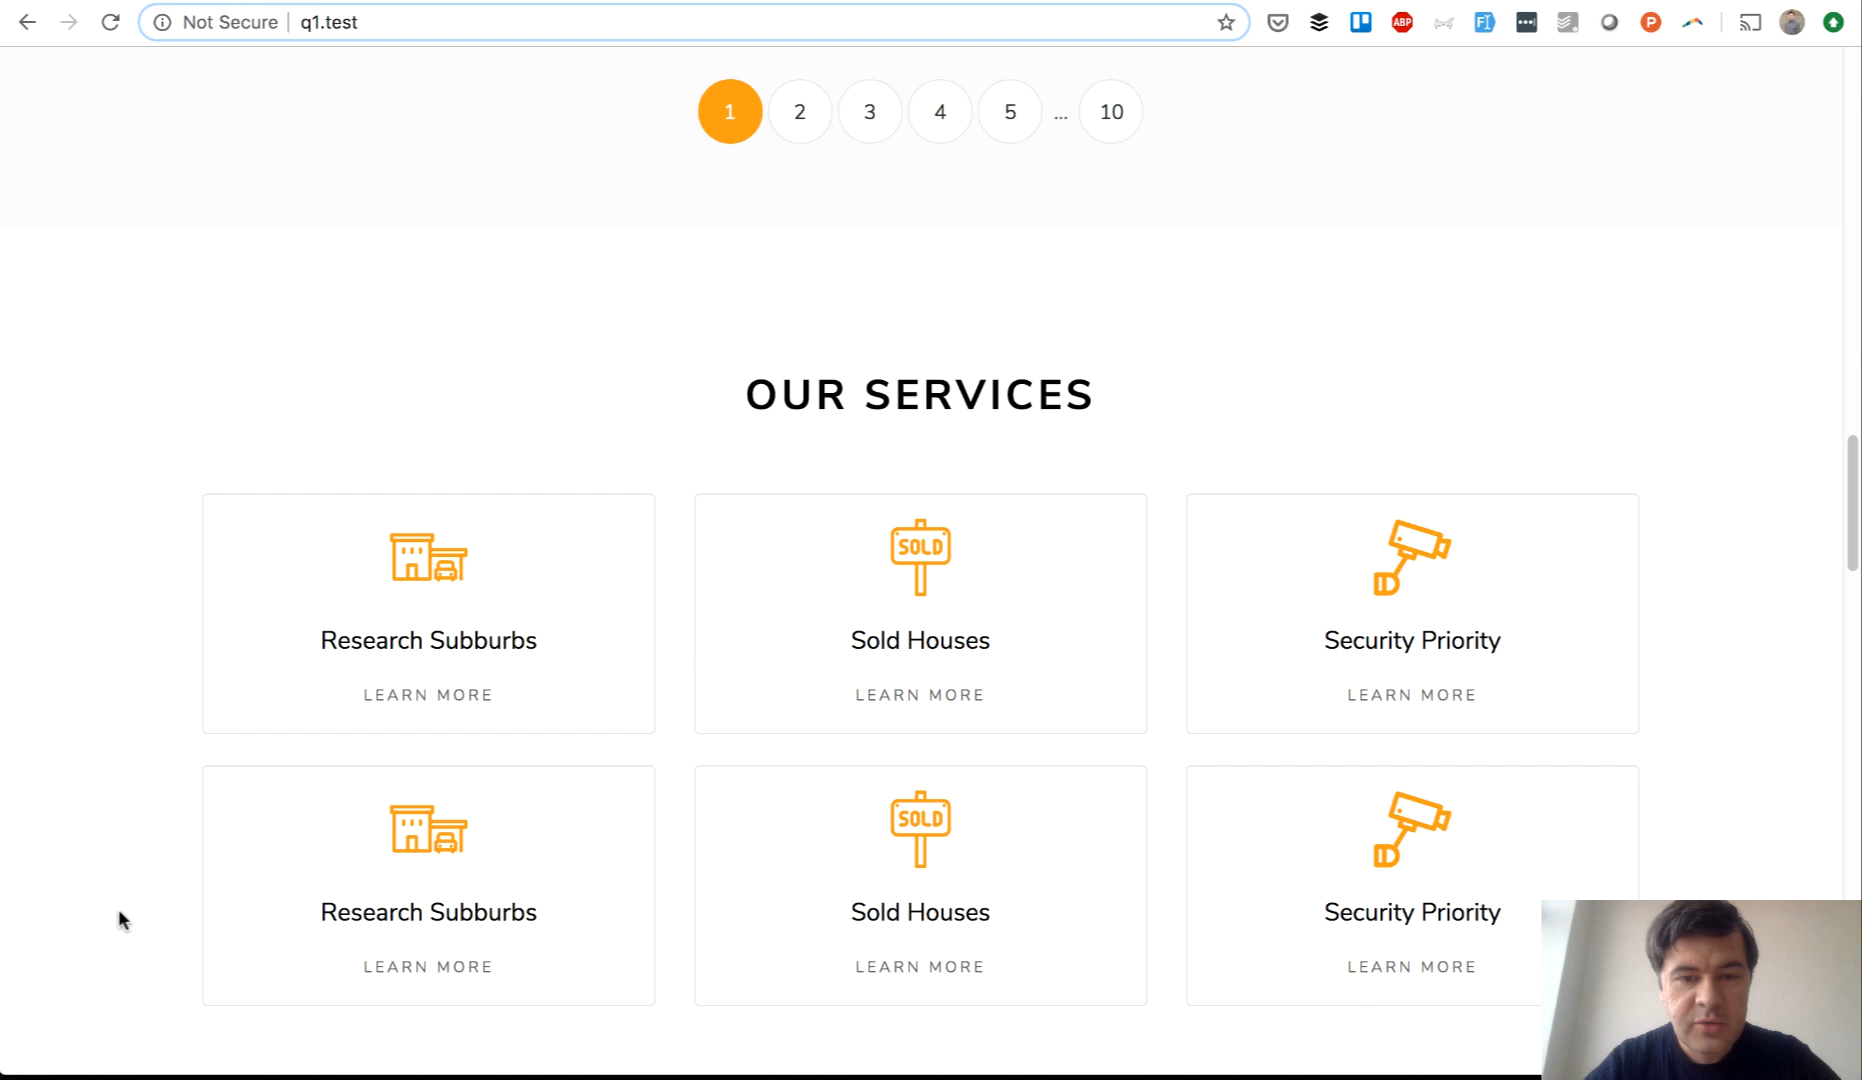 Not Secure | q1.test
ABP
P
1 2 3 4 5 ... 10
OUR SERVICES
SOLD
Research Subburbs Sold Houses Security Priority
LEARN MORE LEARN MORE LEARN MORE
SOLD
Research Subburbs Sold Houses Security Priority
LEARN MORE LEARN MORE LEARN MORE